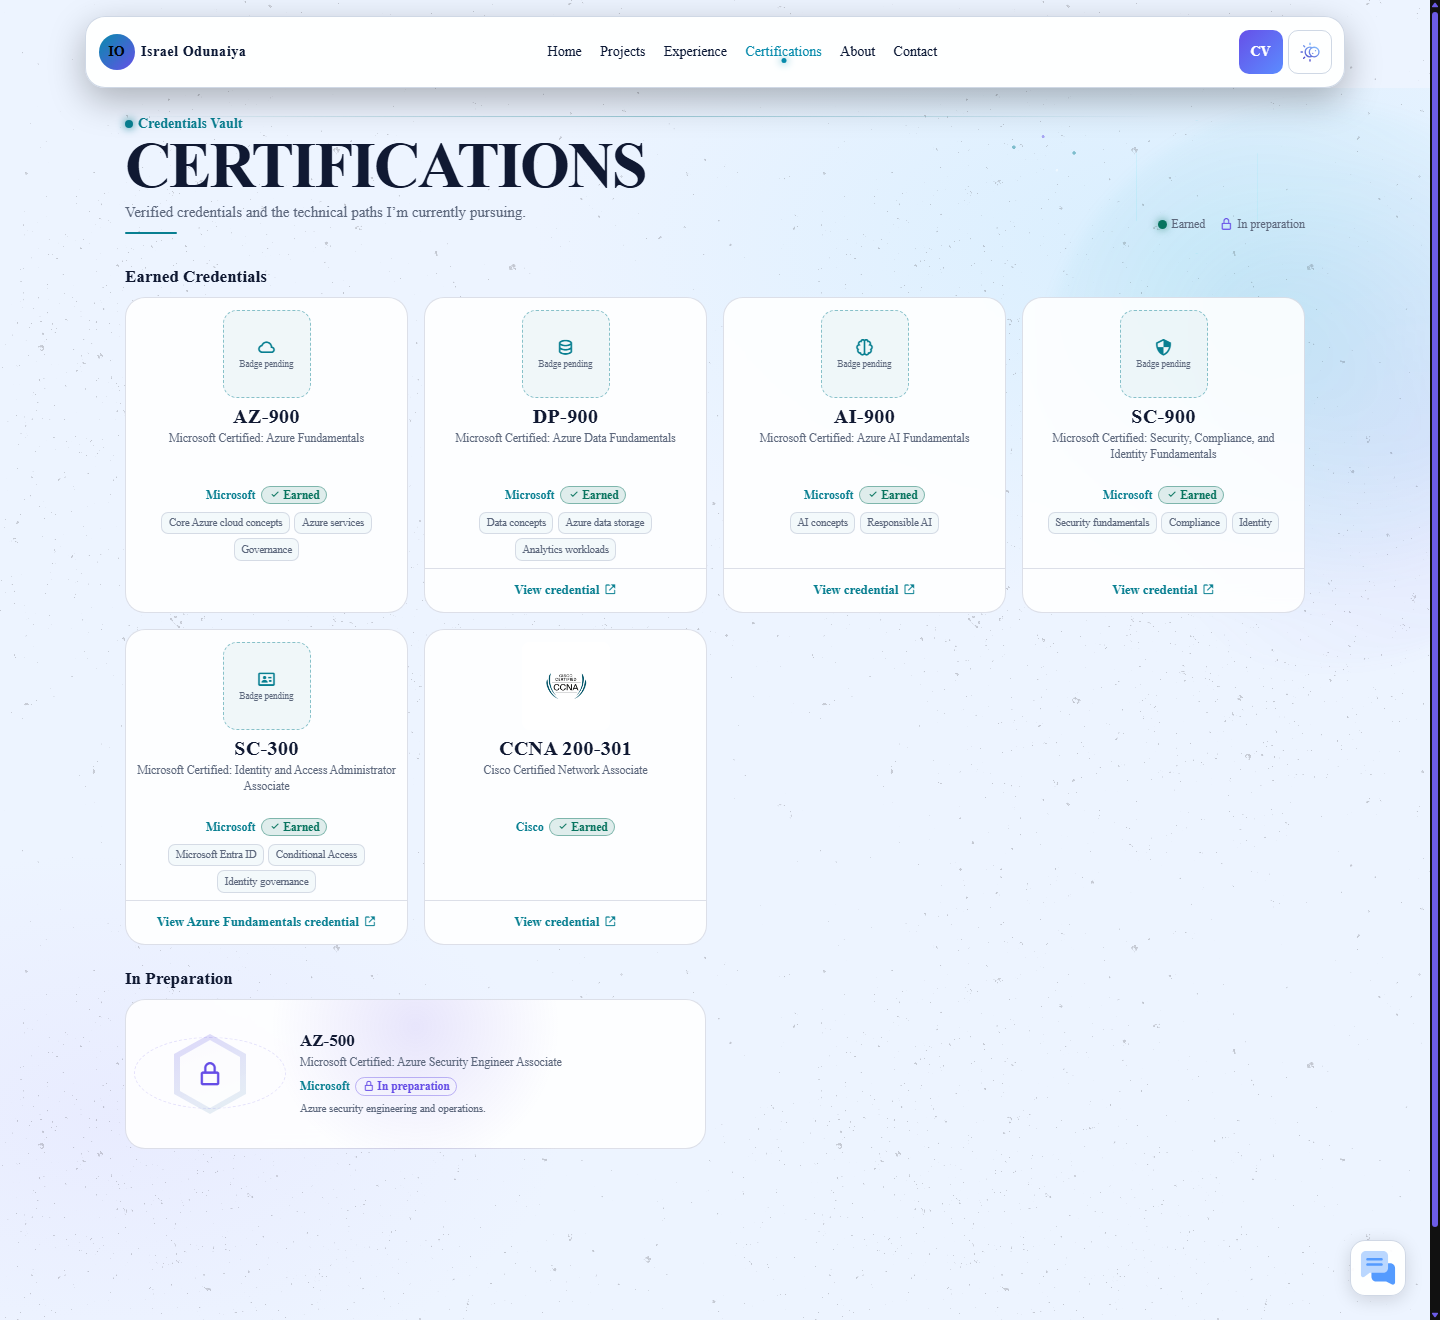 IO Israel Odunaiya Home Projects Experience Certifications About Contact CV
Credentials Vault
CERTIFICATIONS
Verified credentials and the technical paths I’m currently pursuing.
Earned In preparation
Earned Credentials
Badge pending
AZ-900
Microsoft Certified: Azure Fundamentals
Microsoft Earned
Core Azure cloud concepts Azure services
Governance
Badge pending
DP-900
Microsoft Certified: Azure Data Fundamentals
Microsoft Earned
Data concepts Azure data storage
Analytics workloads
View credential
Badge pending
AI-900
Microsoft Certified: Azure AI Fundamentals
Microsoft Earned
AI concepts Responsible AI
View credential
Badge pending
SC-900
Microsoft Certified: Security, Compliance, and
Identity Fundamentals
Microsoft Earned
Security fundamentals Compliance Identity
View credential
Badge pending
SC-300
Microsoft Certified: Identity and Access Administrator
Associate
Microsoft Earned
Microsoft Entra ID Conditional Access
Identity governance
View Azure Fundamentals credential
CISCO
CERTIFIED
CCNA
CCNA 200-301
Cisco Certified Network Associate
Cisco Earned
View credential
In Preparation
AZ-500
Microsoft Certified: Azure Security Engineer Associate
Microsoft In preparation
Azure security engineering and operations.